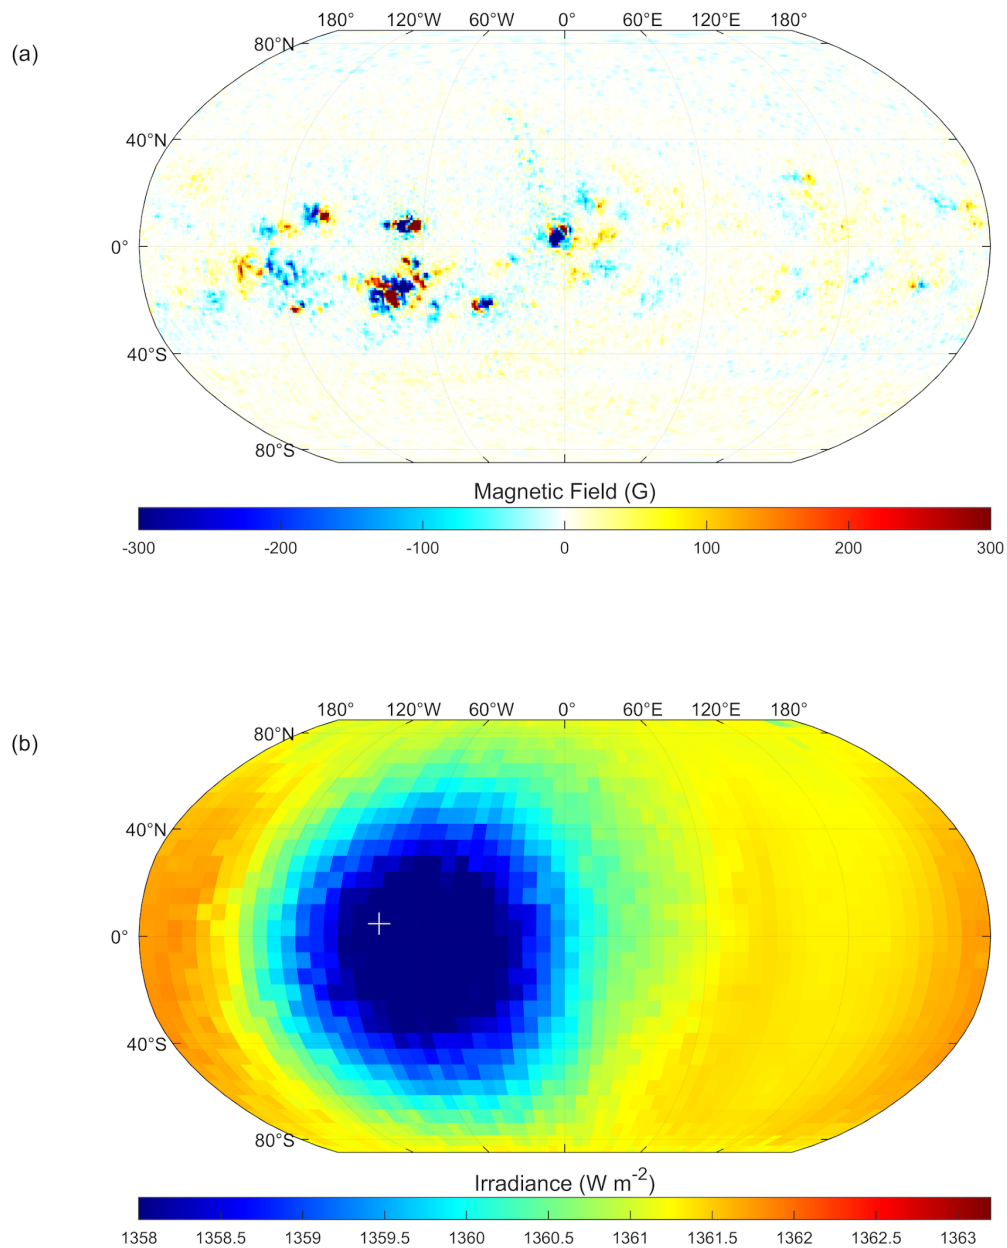 (a)
180° 120°W 60°W 0° 60°E 120°E 180°
80°N
40°N
0°
40°S
80°S
Magnetic Field (G)
-300 -200 -100 0 100 200 300
(b)
180° 120°W 60°W 0° 60°E 120°E 180°
80°N
40°N
0°
40°S
80°S
Irradiance (W m⁻²)
1358 1358.5 1359 1359.5 1360 1360.5 1361 1361.5 1362 1362.5 1363